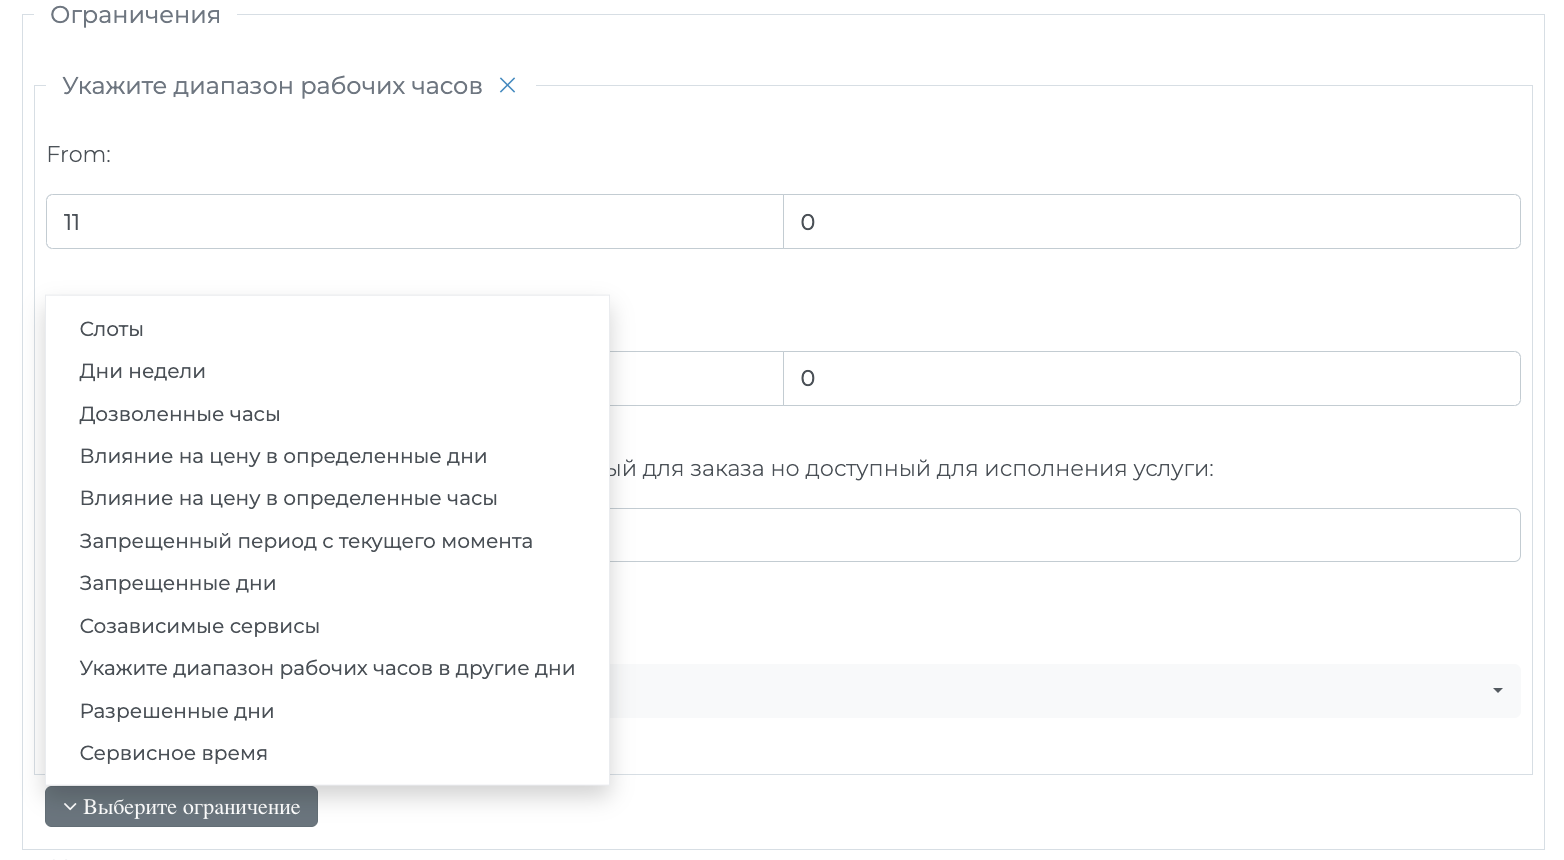 Ограничения
Укажите диапазон рабочих часов
From:
11
0
Слоты
Дни недели
Дозволенные часы
Влияние на цену в определенные дни
Влияние на цену в определенные часы
Запрещенный период с текущего момента
Запрещенные дни
Созависимые сервисы
Укажите диапазон рабочих часов в другие дни
Разрешенные дни
Сервисное время
0
для заказа но доступный для исполнения услуги:
Выберите ограничение